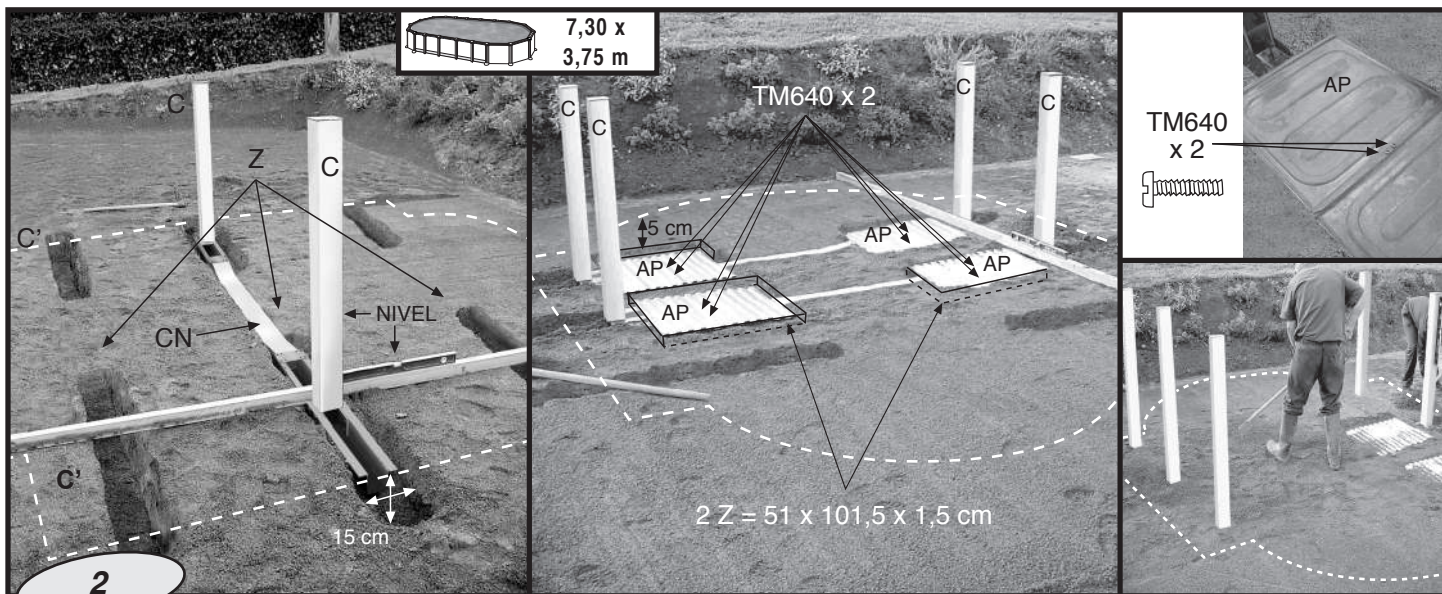 7,30 x
3,75 m
C
Z
C
C'
CN
NIVEL
C'
15 cm
2
TM640 x 2
C
C
C
C
5 cm
AP
AP
AP
AP
2 Z = 51 x 101,5 x 1,5 cm
AP
TM640
x 2